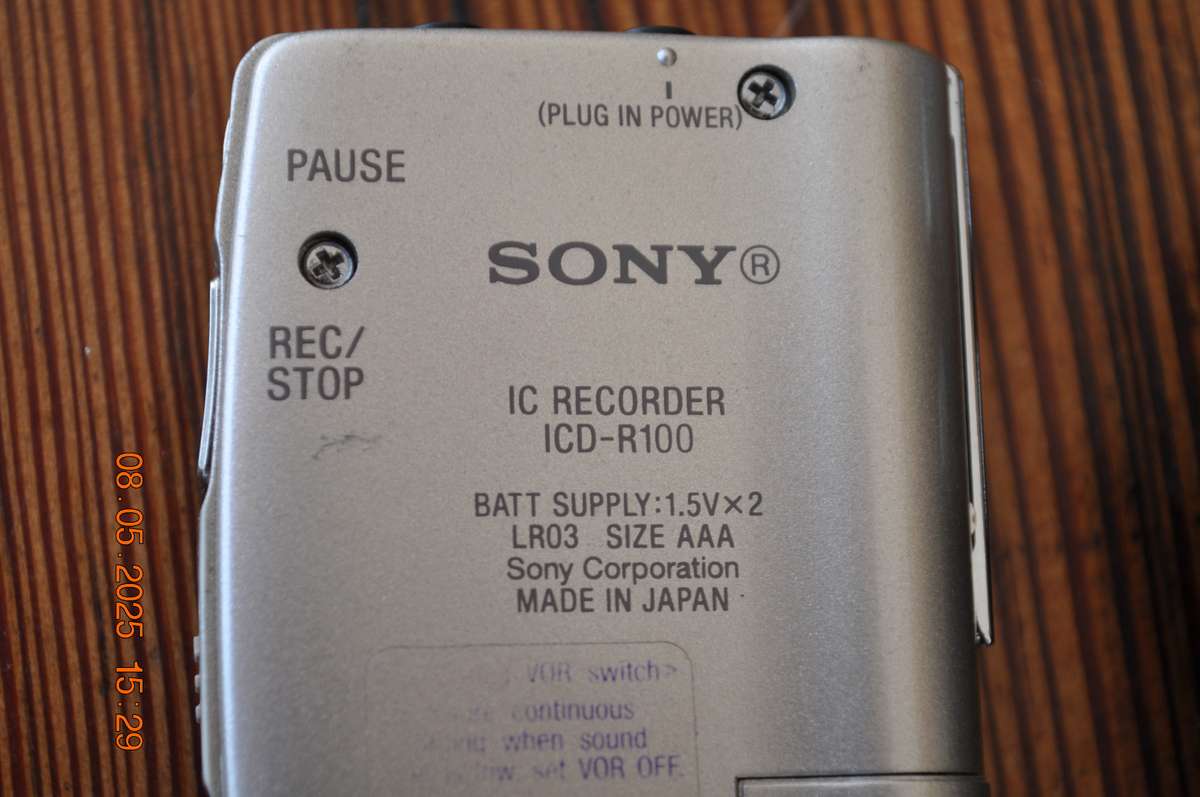 (PLUG IN POWER)
PAUSE
SONY®
REC/
STOP
IC RECORDER
ICD-R100
BATT SUPPLY:1.5V×2
LR03 SIZE AAA
Sony Corporation
MADE IN JAPAN
VOR switch>
continuous
when sound
set VOR OFF.
08.05.2025 15:29